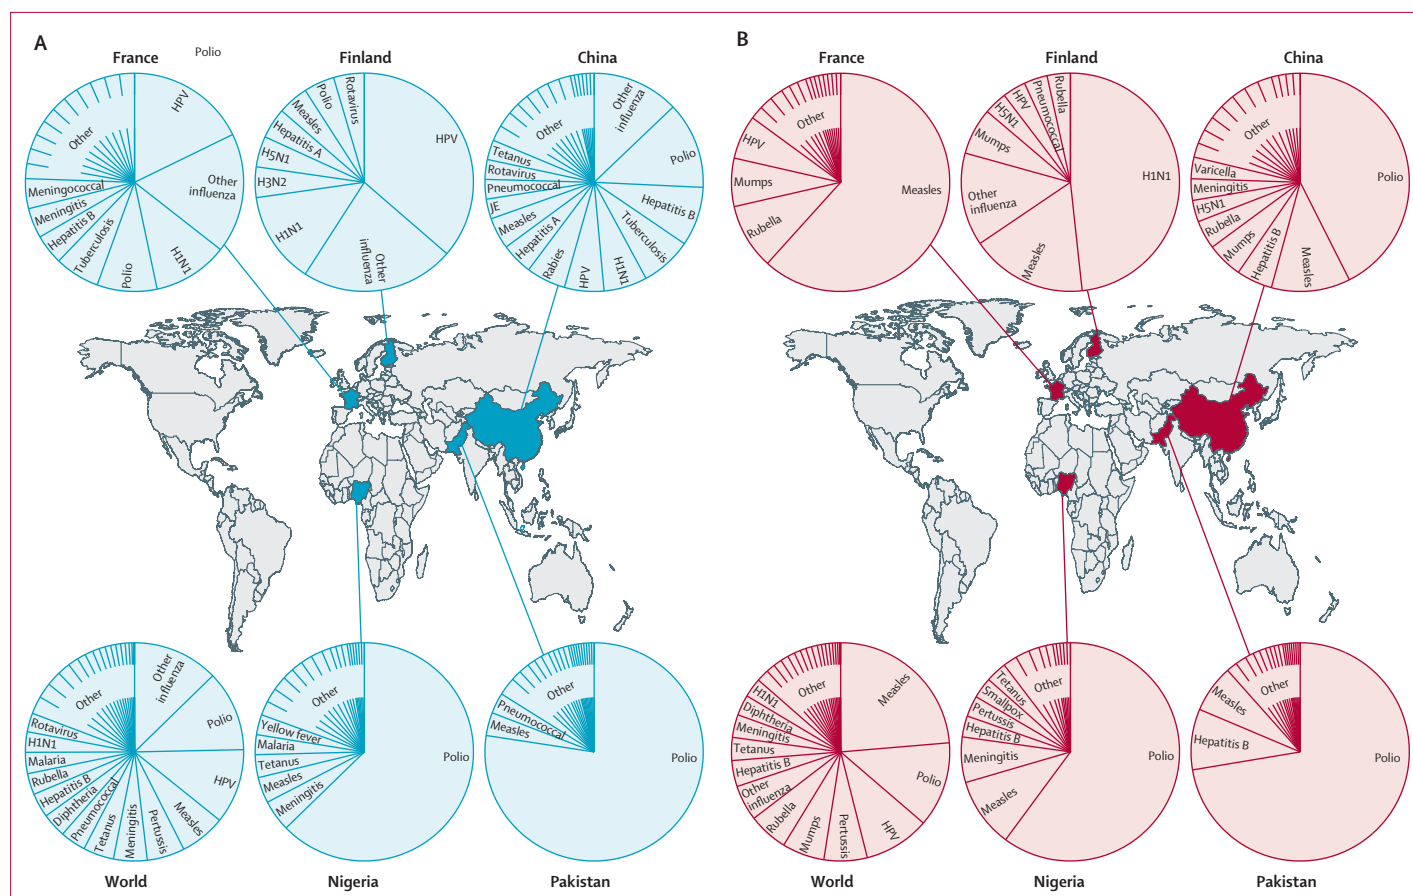 A
France
Polio
Finland
China
HPV
Other
influenza
H1N1
Polio
Tuberculosis
Hepatitis B
Meningitis
Meningococcal
Other
HPV
Other
influenza
H1N1
H3N2
H5N1
Hepatitis A
Measles
Polio
Rotavirus
Other
influenza
Polio
Hepatitis B
Tuberculosis
H1N1
HPV
Rabies
Hepatitis A
Measles
JE
Pneumococcal
Rotavirus
Tetanus
Other
Other
influenza
Polio
HPV
Measles
Pertussis
Meningitis
Tetanus
Pneumococcal
Diphtheria
Hepatitis B
Rubella
Malaria
H1N1
Rotavirus
Other
Polio
Meningitis
Measles
Tetanus
Malaria
Yellow fever
Other
Polio
Measles
Pneumococcal
Other
World
Nigeria
Pakistan
B
France
Finland
China
Measles
Rubella
Mumps
HPV
Other
H1N1
Measles
Other
influenza
Mumps
H5N1
HPV
Pneumococcal
Rubella
Polio
Measles
Hepatitis B
Mumps
Rubella
H5N1
Meningitis
Varicella
Other
Measles
Polio
HPV
Pertussis
Mumps
Rubella
Other
influenza
Hepatitis B
Tetanus
Meningitis
Diphtheria
H1N1
Other
Polio
Measles
Meningitis
Hepatitis B
Pertussis
Smallpox
Tetanus
Other
Polio
Hepatitis B
Measles
Other
World
Nigeria
Pakistan